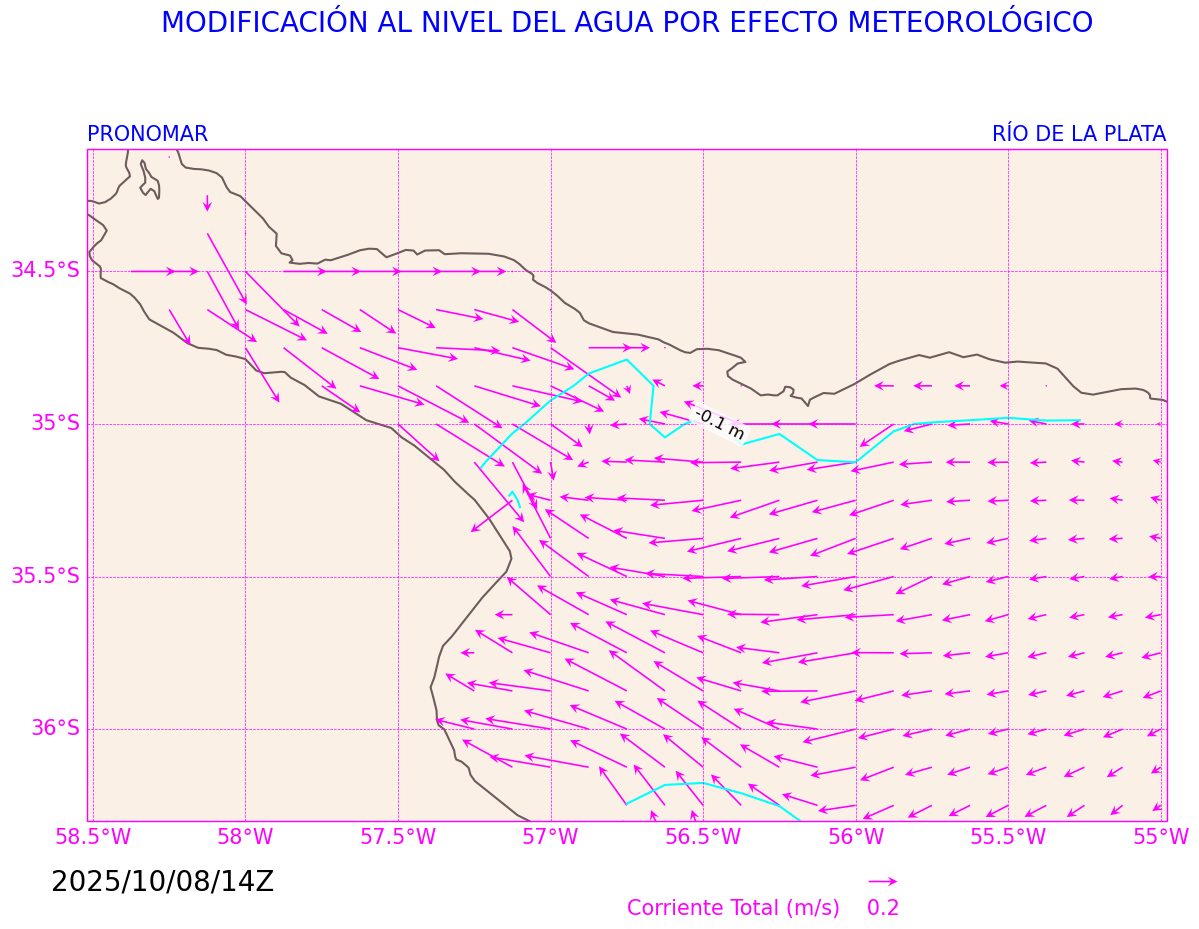 MODIFICACIÓN AL NIVEL DEL AGUA POR EFECTO METEOROLÓGICO
PRONOMAR
RÍO DE LA PLATA
34.5°S
35°S
35.5°S
36°S
-0.1 m
58.5°W
58°W
57.5°W
57°W
56.5°W
56°W
55.5°W
55°W
2025/10/08/14Z
Corriente Total (m/s)
0.2